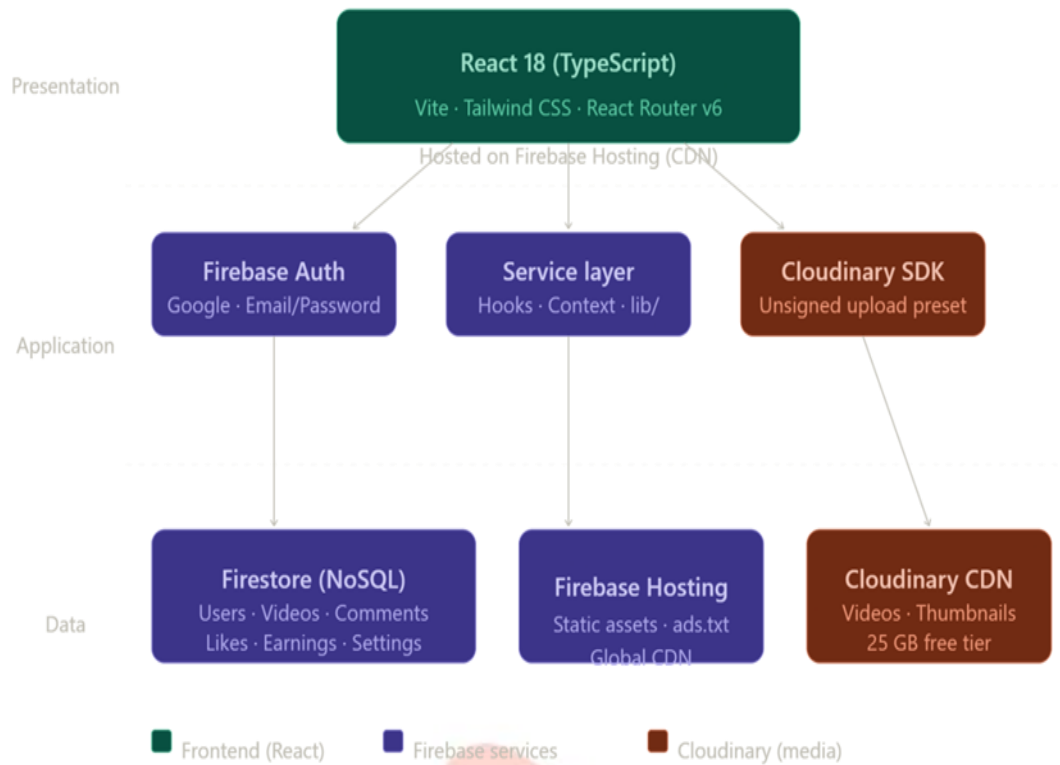 React 18 (TypeScript)
Vite · Tailwind CSS · React Router v6
Presentation
Hosted on Firebase Hosting (CDN)
Firebase Auth
Google · Email/Password
Service layer
Hooks · Context · lib/
Cloudinary SDK
Unsigned upload preset
Application
Firestore (NoSQL)
Users · Videos · Comments
Likes · Earnings · Settings
Firebase Hosting
Static assets · ads.txt
Global CDN
Cloudinary CDN
Videos · Thumbnails
25 GB free tier
Data
Frontend (React)
Firebase services
Cloudinary (media)